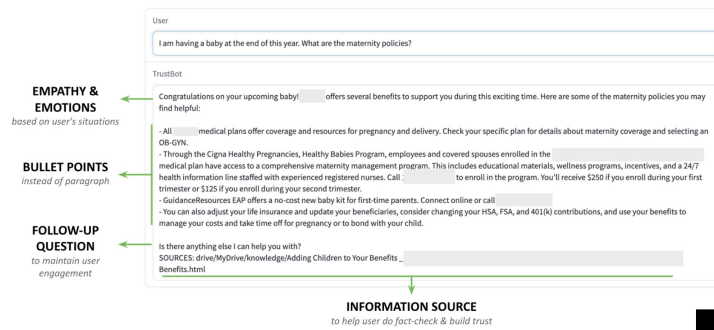 User
I am having a baby at the end of this year. What are the maternity policies?
TrustBot
EMPATHY &
EMOTIONS
based on user's situations
Congratulations on your upcoming baby! offers several benefits to support you during this exciting time. Here are some of the maternity policies you may
find helpful:
BULLET POINTS
instead of paragraph
- All medical plans offer coverage and resources for pregnancy and delivery. Check your specific plan for details about maternity coverage and selecting an
OB-GYN.
- Through the Cigna Healthy Pregnancies, Healthy Babies Program, employees and covered spouses enrolled in the
medical plan have access to a comprehensive maternity management program. This includes educational materials, wellness programs, incentives, and a 24/7
health information line staffed with experienced registered nurses. Call to enroll in the program. You'll receive $250 if you enroll during your first
trimester or $125 if you enroll during your second trimester.
- GuidanceResources EAP offers a no-cost new baby kit for first-time parents. Connect online or call
- You can also adjust your life insurance and update your beneficiaries, consider changing your HSA, FSA, and 401(k) contributions, and use your benefits to
manage your costs and take time off for pregnancy or to bond with your child.
FOLLOW-UP
QUESTION
to maintain user
engagement
Is there anything else I can help you with?
SOURCES: drive/MyDrive/knowledge/Adding Children to Your Benefits _
Benefits.html
INFORMATION SOURCE
to help user do fact-check & build trust